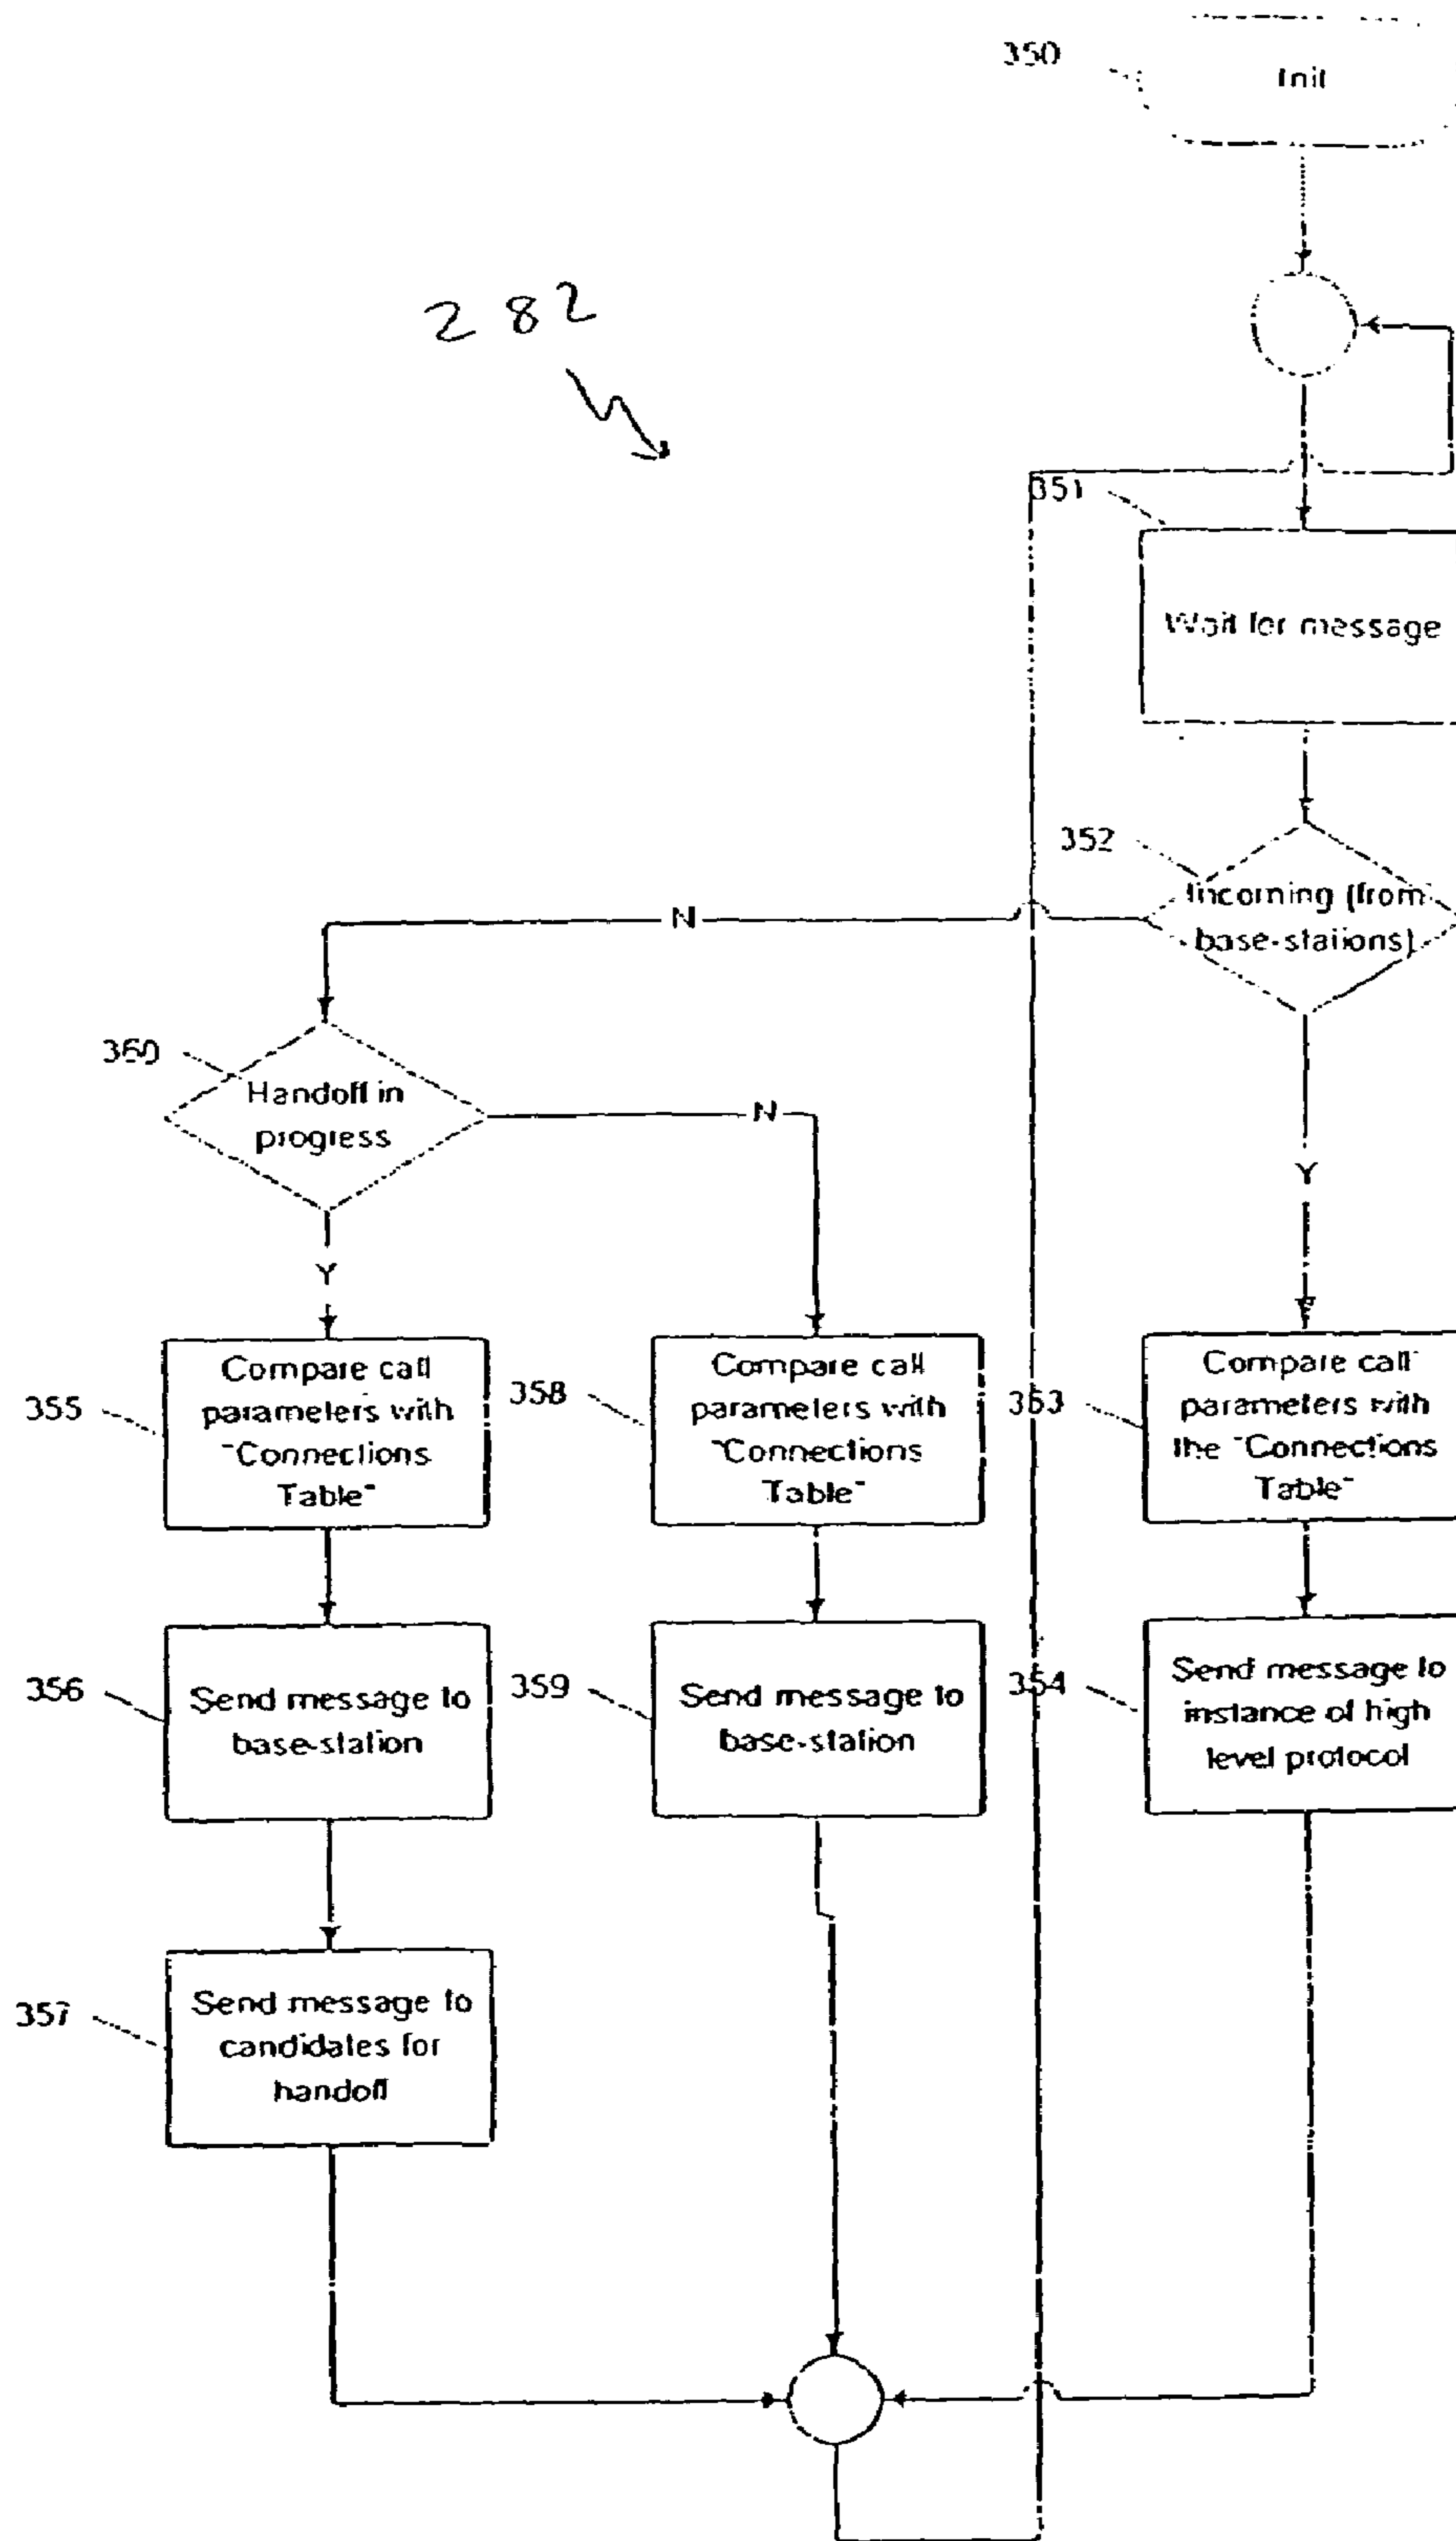 350
Init
282
351
Wait for message
352
Incoming (from
base-stations)
N
360
Handoff in
progress
N
Y
Y
355
Compare call
parameters with
"Connections
Table"
358
Compare call
parameters with
"Connections
Table"
353
Compare call
parameters with
the "Connections
Table"
356
Send message to
base-station
359
Send message to
base-station
354
Send message to
instance of high
level protocol
357
Send message to
candidates for
handoff